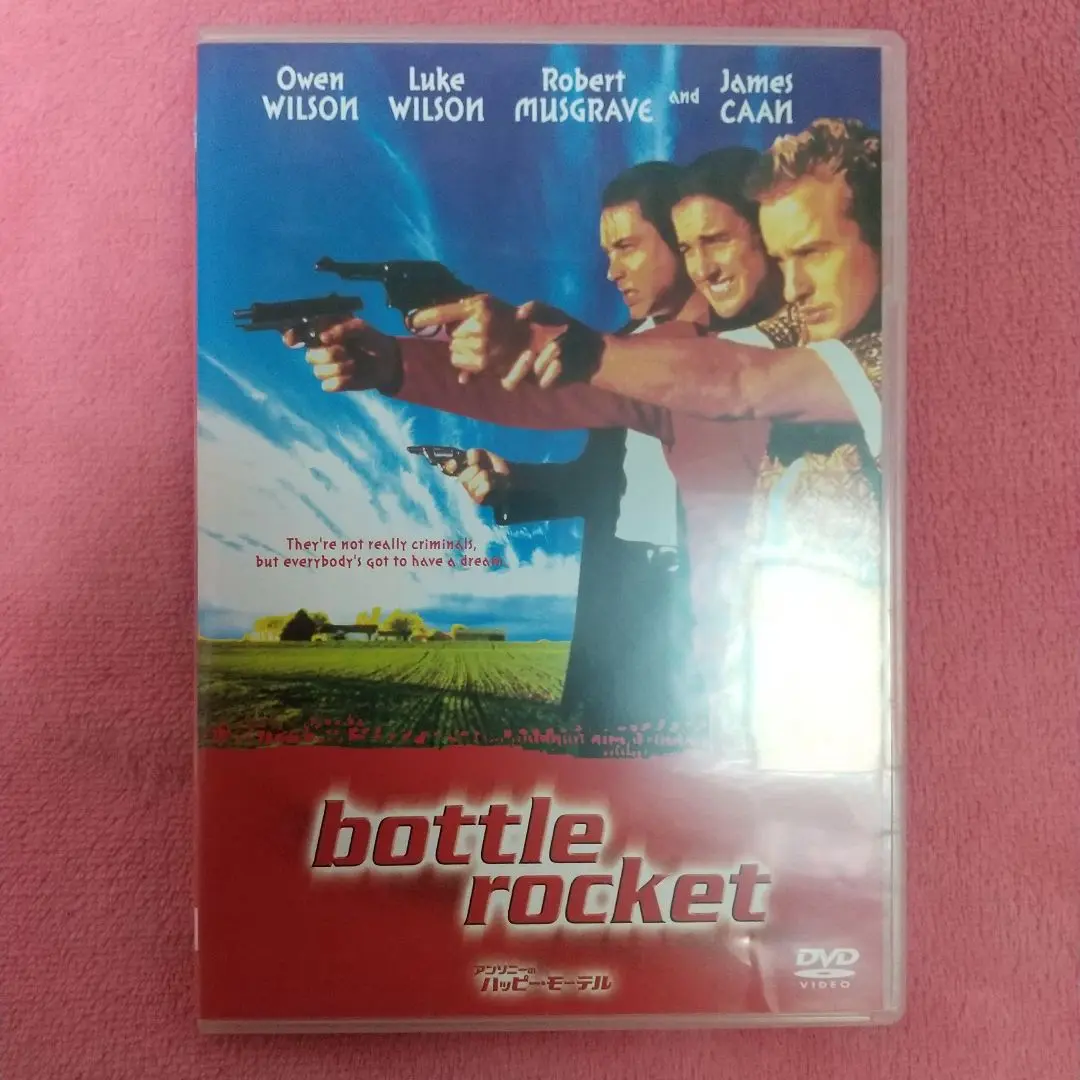 Owen WILSON
Luke WILSON
Robert MUSGRAVE
and
James CAAN
They're not really criminals,
but everybody's got to have a dream
bottle
rocket
アンソニーの
ハッピー・モーテル
DVD
VIDEO